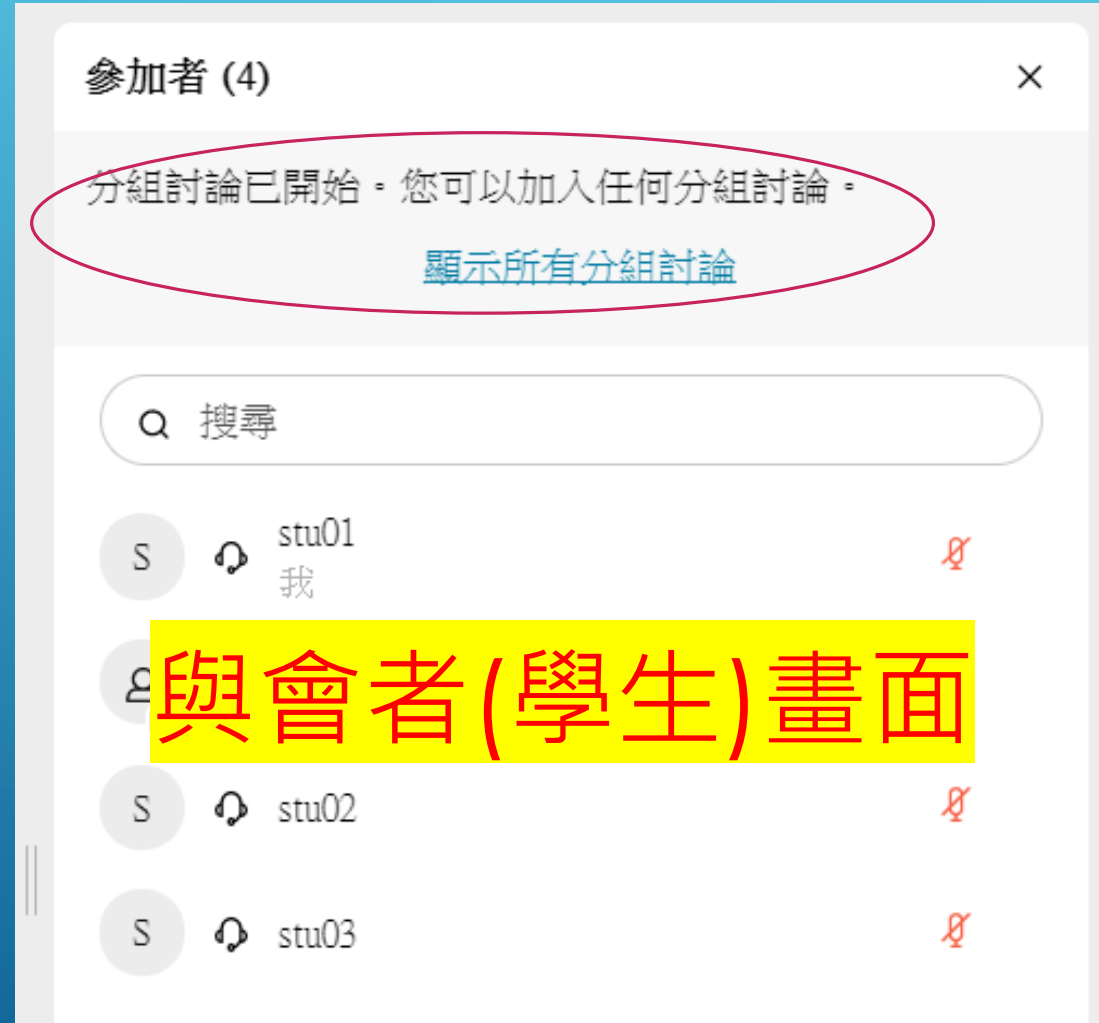 參加者 (4)
分組討論已開始。您可以加入任何分組討論。
顯示所有分組討論
搜尋
S stu01
我
與會者(學生)畫面
S stu02
S stu03